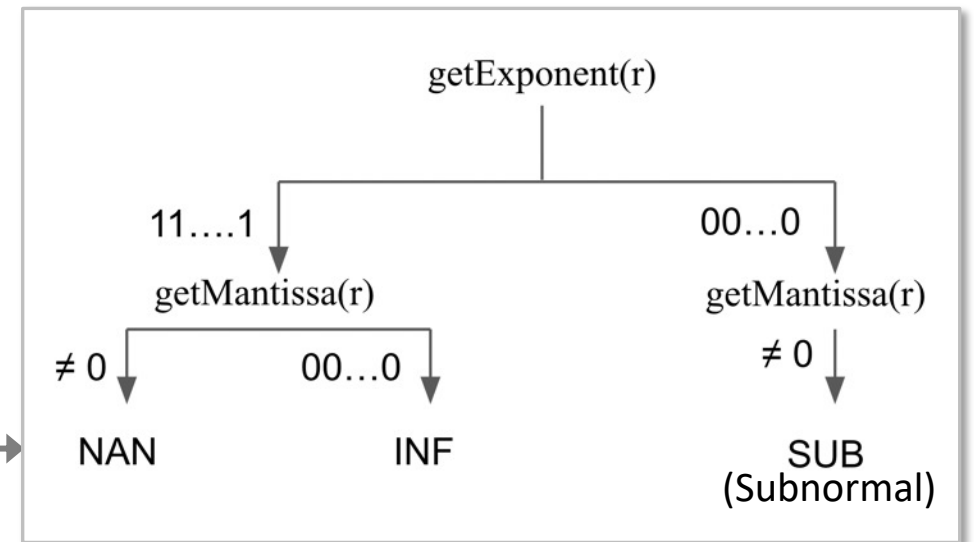 getExponent(r)
11....1
00...0
getMantissa(r)
getMantissa(r)
≠ 0
00...0
≠ 0
NAN
INF
SUB
(Subnormal)